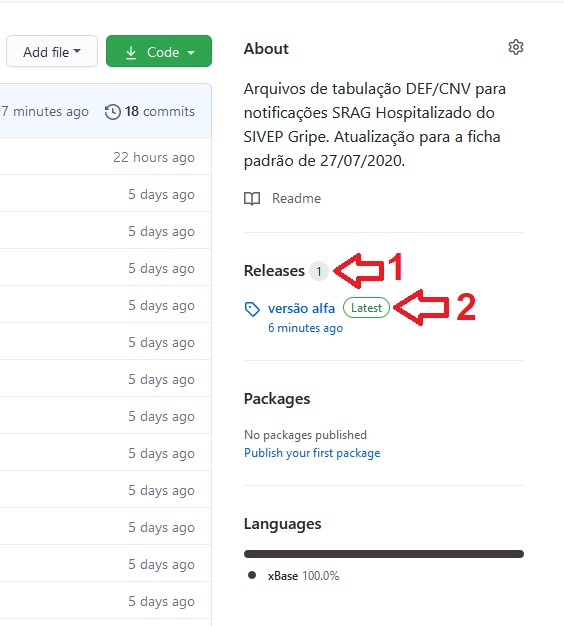 Add file
Code
7 minutes ago
18 commits
22 hours ago
5 days ago
5 days ago
5 days ago
5 days ago
5 days ago
5 days ago
5 days ago
5 days ago
5 days ago
5 days ago
5 days ago
5 days ago
About
Arquivos de tabulação DEF/CNV para
notificações SRAG Hospitalizado do
SIVEP Gripe. Atualização para a ficha
padrão de 27/07/2020.
Readme
Releases 1
1
versão alfa Latest
2
6 minutes ago
Packages
No packages published
Publish your first package
Languages
xBase 100.0%